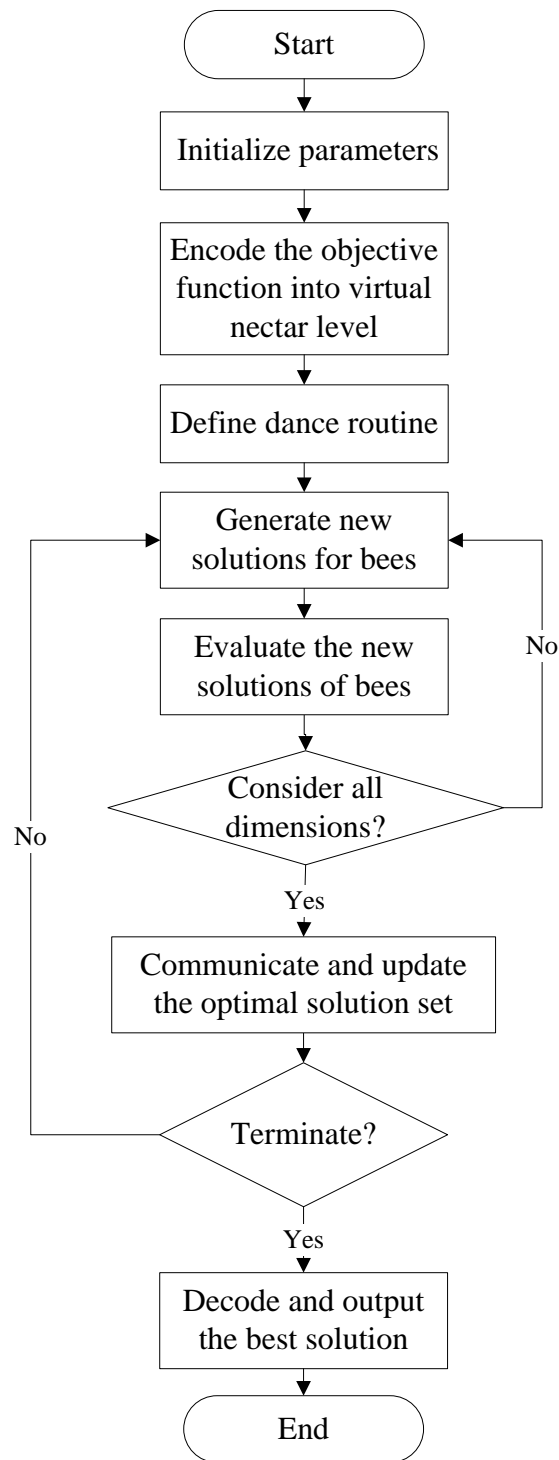 Start
Initialize parameters
Encode the objective
function into virtual
nectar level
Define dance routine
Generate new
solutions for bees
Evaluate the new
solutions of bees
No
Consider all
dimensions?
No
Yes
Communicate and update
the optimal solution set
Terminate?
Yes
Decode and output
the best solution
End